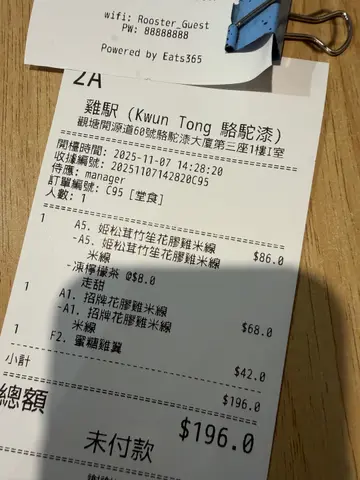 wifi: Rooster_Guest
PW: 88888888
Powered by Eats365
2A
雞駅 (Kwun Tong 駱駝漆)
觀塘開源道60號駱駝漆大廈第三座1樓I室
開檯時間: 2025-11-07 14:28:20
收據編號: 20251107142820C95
侍應: manager
訂單編號: C95 [堂食]
人數: 1
1 A5. 姬松茸竹笙花膠雞米線 $86.0
-A5. 姬松茸竹笙花膠雞米線
米線
-凍檸檬茶 @$8.0
走甜
1 A1. 招牌花膠雞米線 $68.0
-A1. 招牌花膠雞米線
米線
1 F2. 蜜糖雞翼 $42.0
小計 $196.0
總額 $196.0
未付款